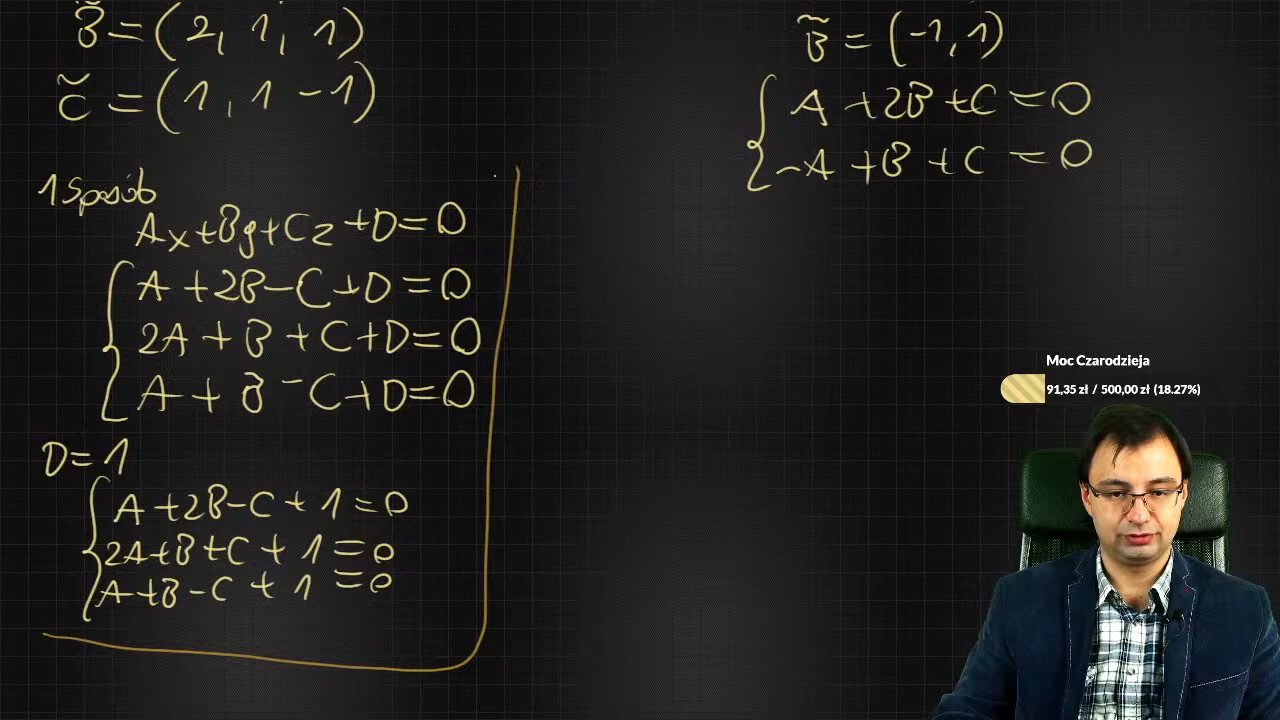 B̃ = (2, 1, 1)
C̃ = (1, 1 -1)
1 Sposób
Ax + By + Cz + D = 0
A + 2B - C + D = 0
2A + B + C + D = 0
A + B - C + D = 0
D = 1
A + 2B - C + 1 = 0
2A + B + C + 1 = 0
A + B - C + 1 = 0
B̃ = (-1, 1)
A + 2B + C = 0
-A + B + C = 0
Moc Czarodzieja
91,35 zł / 500,00 zł (18.27%)